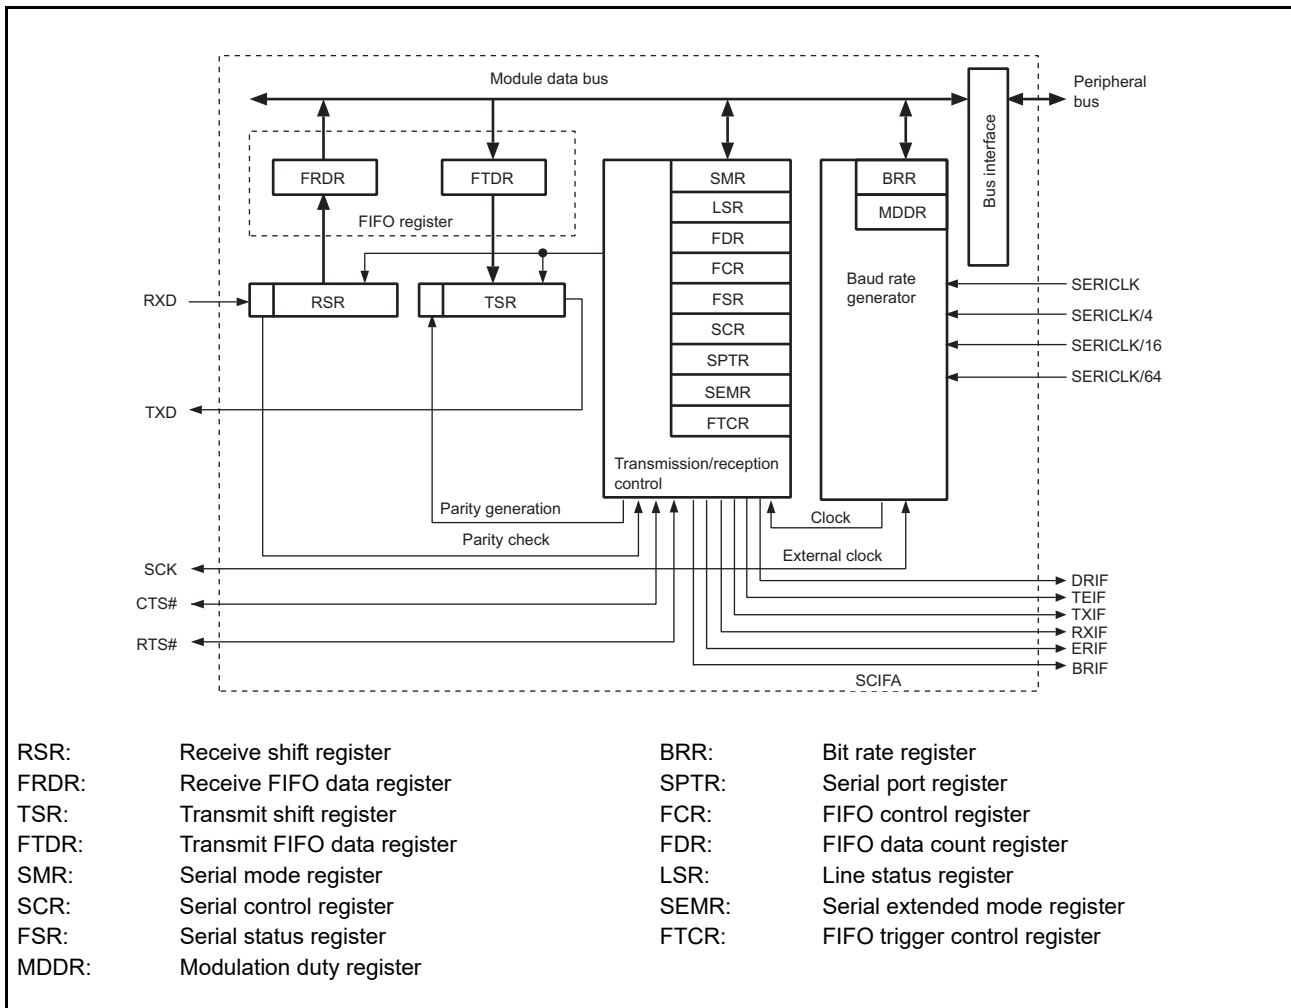 Module data bus
Peripheral
bus
Bus interface
FRDR
FTDR
FIFO register
SMR
LSR
FDR
FCR
FSR
SCR
SPTR
SEMR
FTCR
Transmission/reception
control
BRR
MDDR
Baud rate
generator
RXD
RSR
TSR
SERICLK
SERICLK/4
SERICLK/16
SERICLK/64
TXD
Parity generation
Parity check
Clock
External clock
SCK
CTS#
RTS#
DRIF
TEIF
TXIF
RXIF
ERIF
BRIF
SCIFA
RSR: Receive shift register
FRDR: Receive FIFO data register
TSR: Transmit shift register
FTDR: Transmit FIFO data register
SMR: Serial mode register
SCR: Serial control register
FSR: Serial status register
MDDR: Modulation duty register
BRR: Bit rate register
SPTR: Serial port register
FCR: FIFO control register
FDR: FIFO data count register
LSR: Line status register
SEMR: Serial extended mode register
FTCR: FIFO trigger control register